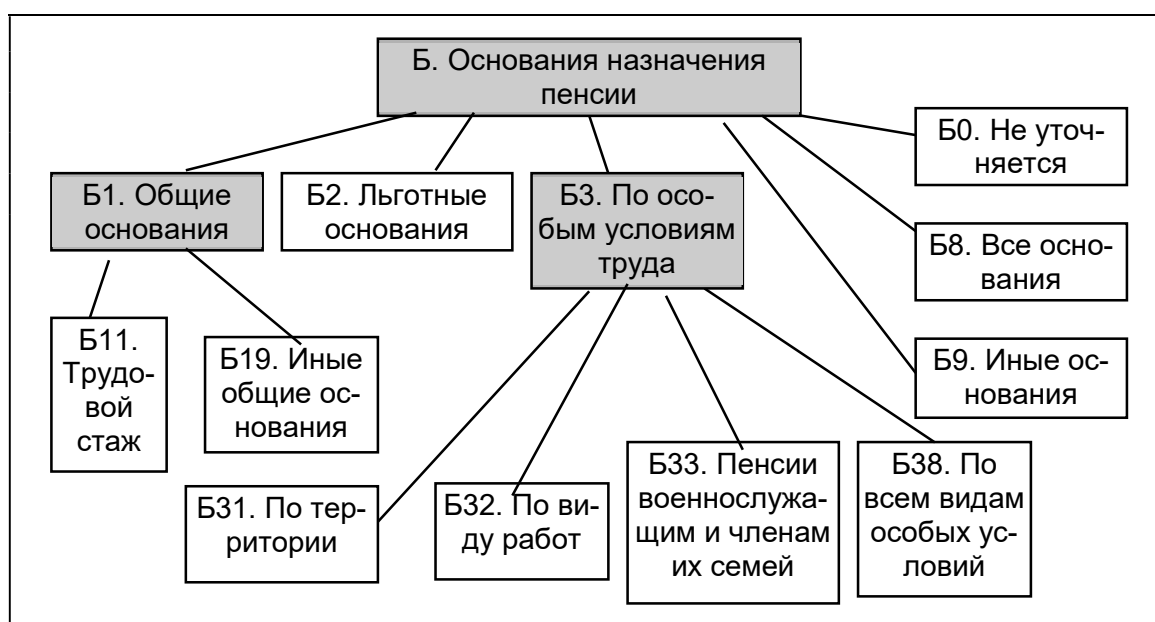 Б. Основания назначения
пенсии
Б0. Не уточ-
няется
Б1. Общие
основания
Б2. Льготные
основания
Б3. По осо-
бым условиям
труда
Б8. Все осно-
вания
Б9. Иные ос-
нования
Б11.
Трудо-
вой
стаж
Б19. Иные
общие ос-
нования
Б31. По тер-
ритории
Б32. По ви-
ду работ
Б33. Пенсии
военнослужа-
щим и членам
их семей
Б38. По
всем видам
особых ус-
ловий